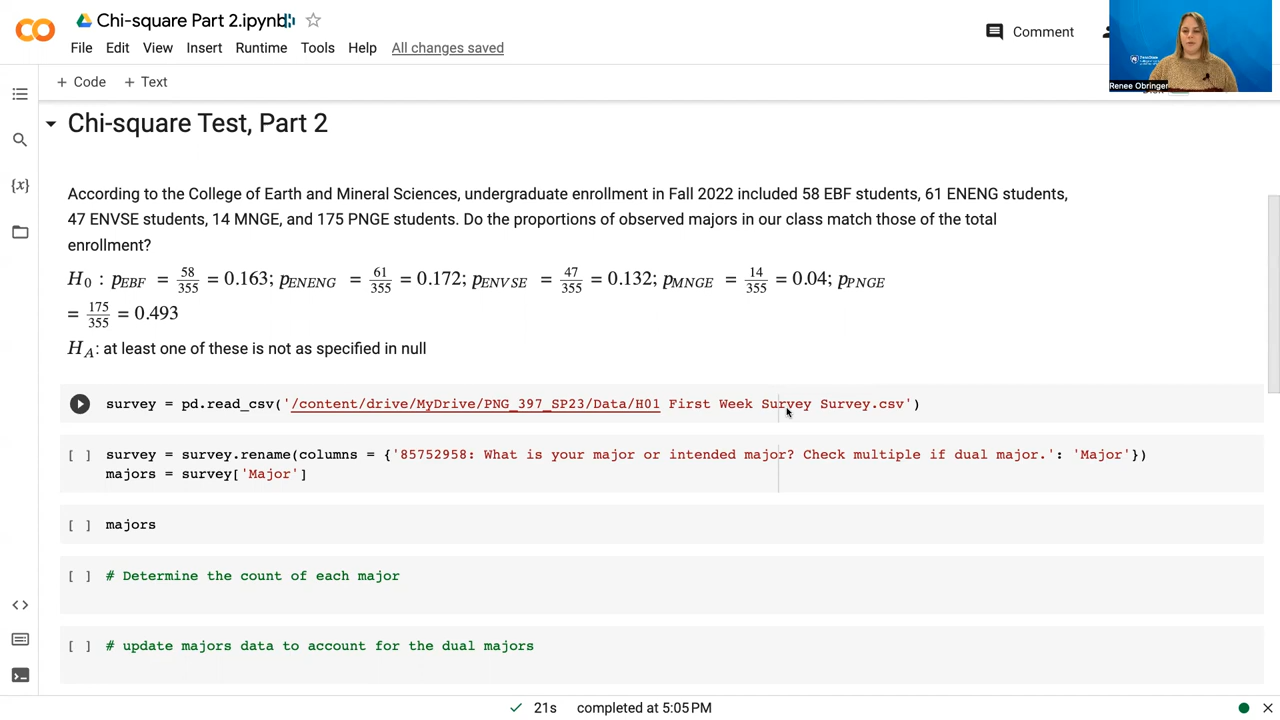 Chi-square Part 2.ipynb
File Edit View Insert Runtime Tools Help All changes saved
Comment
Renee Obringer
+ Code + Text
Chi-square Test, Part 2
According to the College of Earth and Mineral Sciences, undergraduate enrollment in Fall 2022 included 58 EBF students, 61 ENENG students,
47 ENVSE students, 14 MNGE, and 175 PNGE students. Do the proportions of observed majors in our class match those of the total
enrollment?
H₀ : p_EBF = 58/355 = 0.163; p_ENENG = 61/355 = 0.172; p_ENVSE = 47/355 = 0.132; p_MNGE = 14/355 = 0.04; p_PNGE
= 175/355 = 0.493
H_A: at least one of these is not as specified in null
survey = pd.read_csv('/content/drive/MyDrive/PNG_397_SP23/Data/H01 First Week Survey Survey.csv')
[ ] survey = survey.rename(columns = {'85752958: What is your major or intended major? Check multiple if dual major.': 'Major'})
majors = survey['Major']
[ ] majors
[ ] # Determine the count of each major
[ ] # update majors data to account for the dual majors
21s completed at 5:05 PM